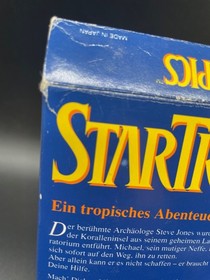 MADE IN JAPAN
PICS
STARTR
Ein tropisches Abenteue
Der berühmte Archäologe Steve Jones wurd
der Koralleninsel aus seinem geheimen La
ratorium entführt. Michael, sein mutiger Neffe,
sich sofort auf den Weg, ihn zu retten.
Aber allein kann er es nicht schaffen – er braucht
Deine Hilfe.